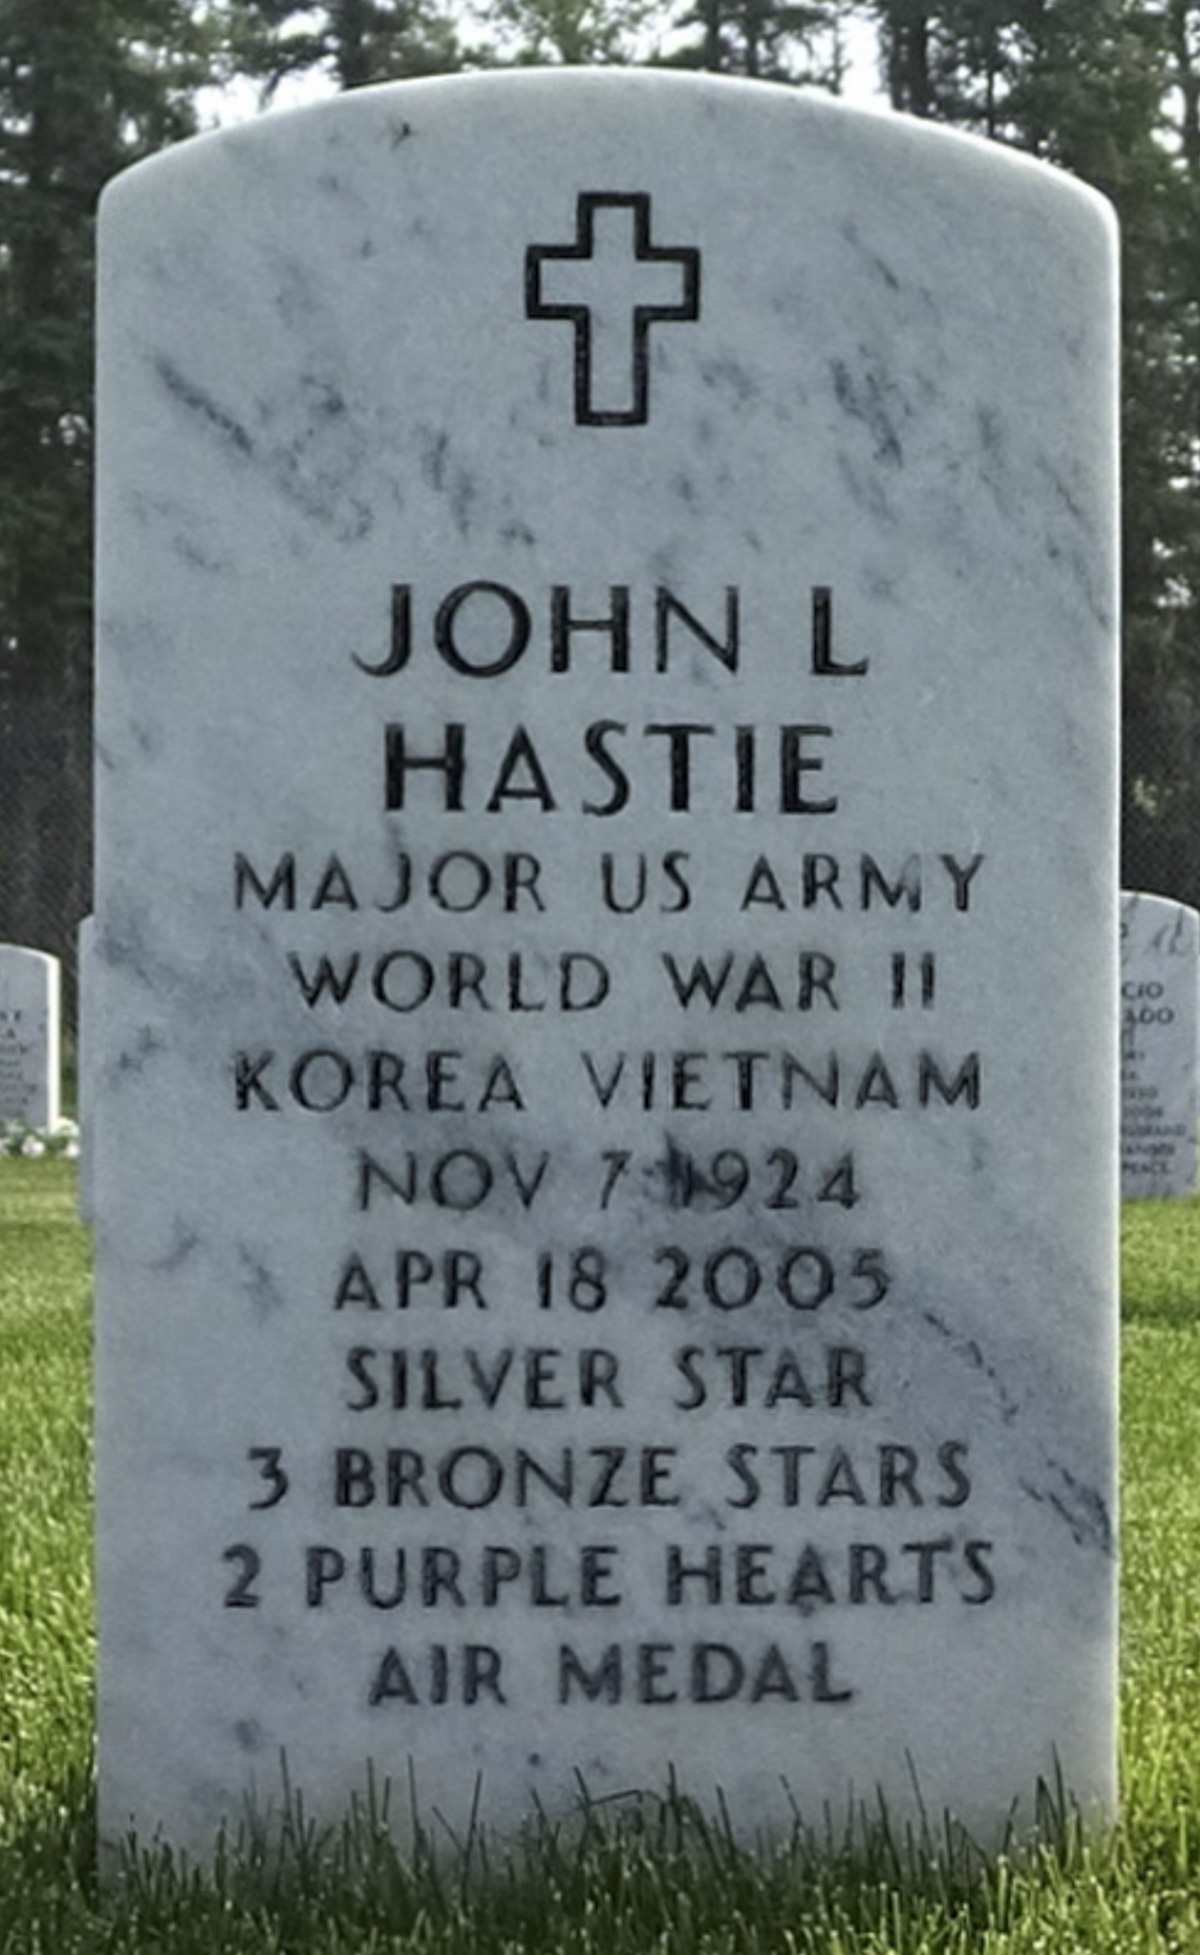 JOHN L
HASTIE
MAJOR US ARMY
WORLD WAR II
KOREA VIETNAM
NOV 7 1924
APR 18 2005
SILVER STAR
3 BRONZE STARS
2 PURPLE HEARTS
AIR MEDAL